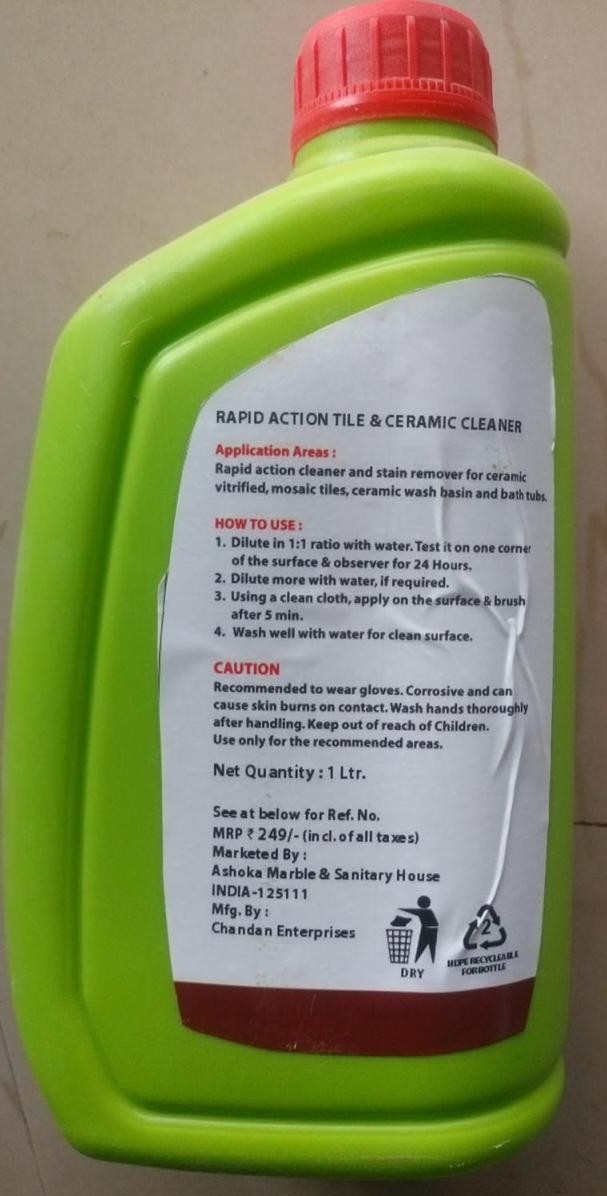 RAPID ACTION TILE & CERAMIC CLEANER
Application Areas :
Rapid action cleaner and stain remover for ceramic
vitrified, mosaic tiles, ceramic wash basin and bath tubs.
HOW TO USE :
1. Dilute in 1:1 ratio with water. Test it on one corner
of the surface & observer for 24 Hours.
2. Dilute more with water, if required.
3. Using a clean cloth, apply on the surface & brush
after 5 min.
4. Wash well with water for clean surface.
CAUTION
Recommended to wear gloves. Corrosive and can
cause skin burns on contact. Wash hands thoroughly
after handling. Keep out of reach of Children.
Use only for the recommended areas.
Net Quantity : 1 Ltr.
See at below for Ref. No.
MRP ₹ 249/- (incl. of all taxes)
Marketed By :
Ashoka Marble & Sanitary House
INDIA-125111
Mfg. By :
Chandan Enterprises
DRY
2
HDPE RECYCLEABLE
FOR BOTTLE